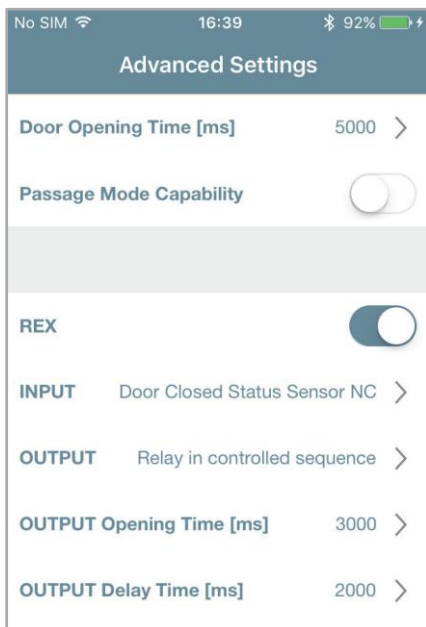 No SIM 16:39 92%
Advanced Settings
Door Opening Time [ms] 5000
Passage Mode Capability
REX
INPUT Door Closed Status Sensor NC
OUTPUT Relay in controlled sequence
OUTPUT Opening Time [ms] 3000
OUTPUT Delay Time [ms] 2000